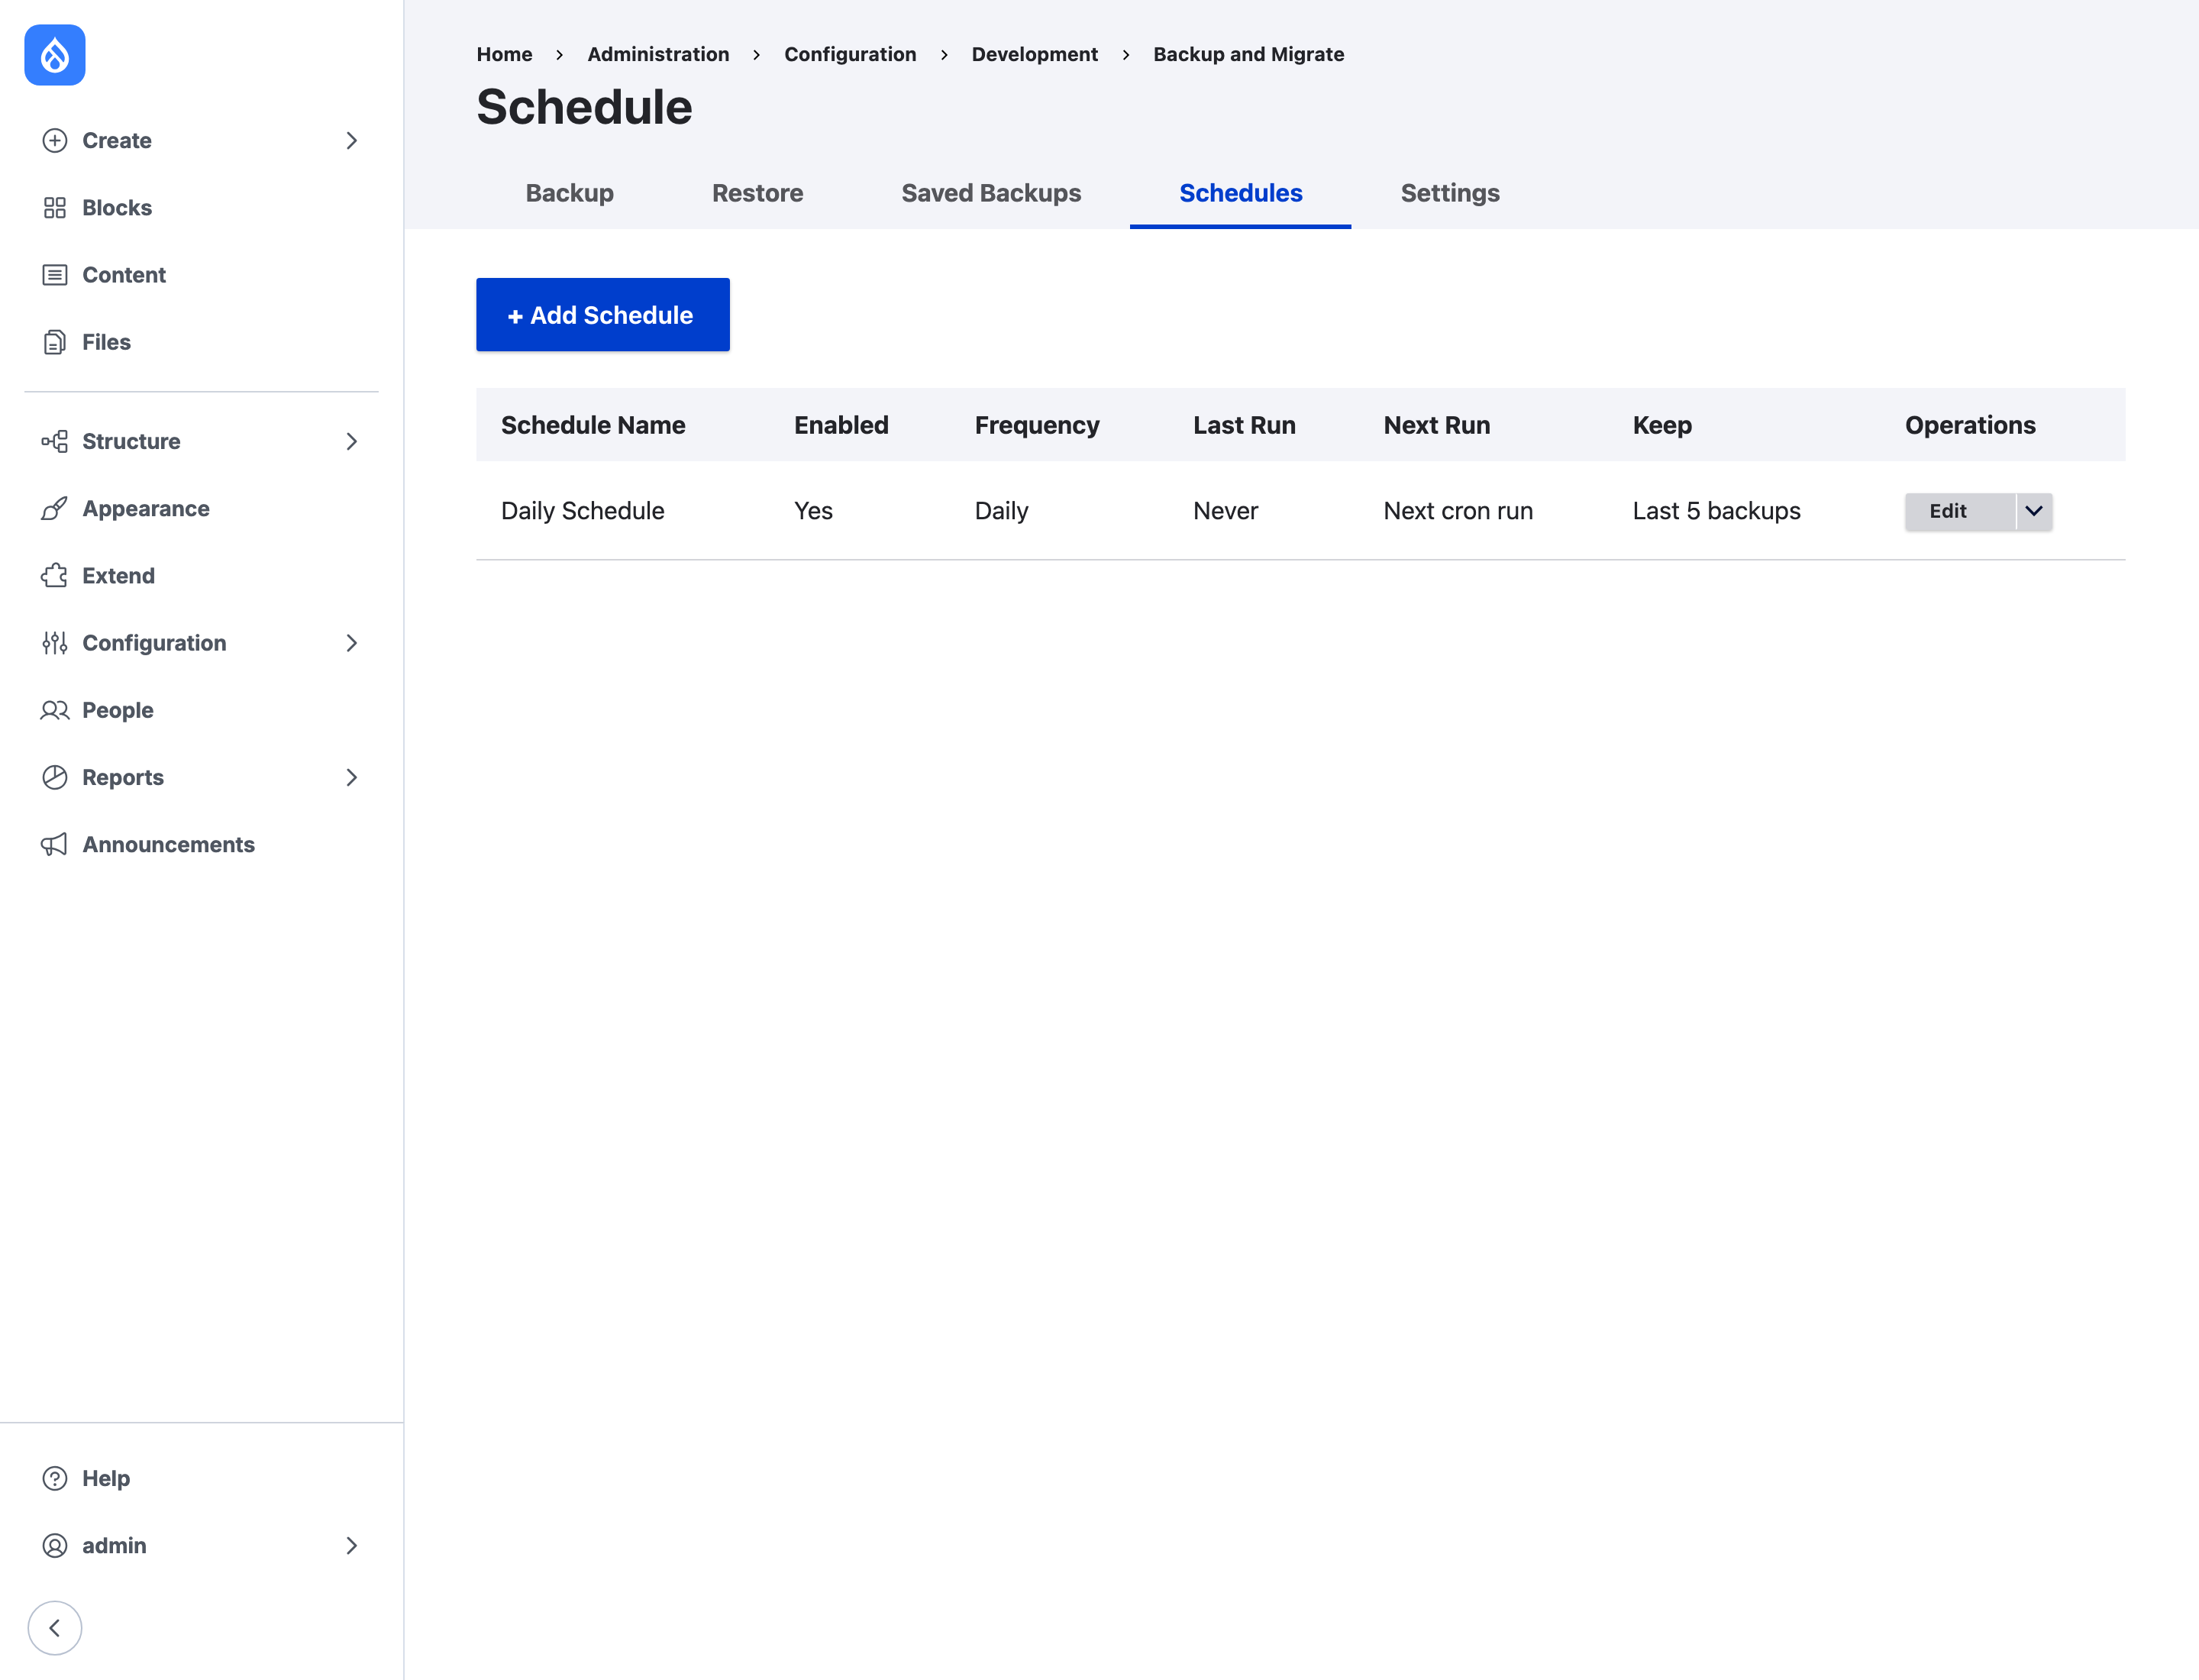 Create
Blocks
Content
Files
Structure
Appearance
Extend
Configuration
People
Reports
Announcements
Help
admin
Home > Administration > Configuration > Development > Backup and Migrate
Schedule
Backup Restore Saved Backups Schedules Settings
+ Add Schedule
Schedule Name Enabled Frequency Last Run Next Run Keep Operations
Daily Schedule Yes Daily Never Next cron run Last 5 backups Edit